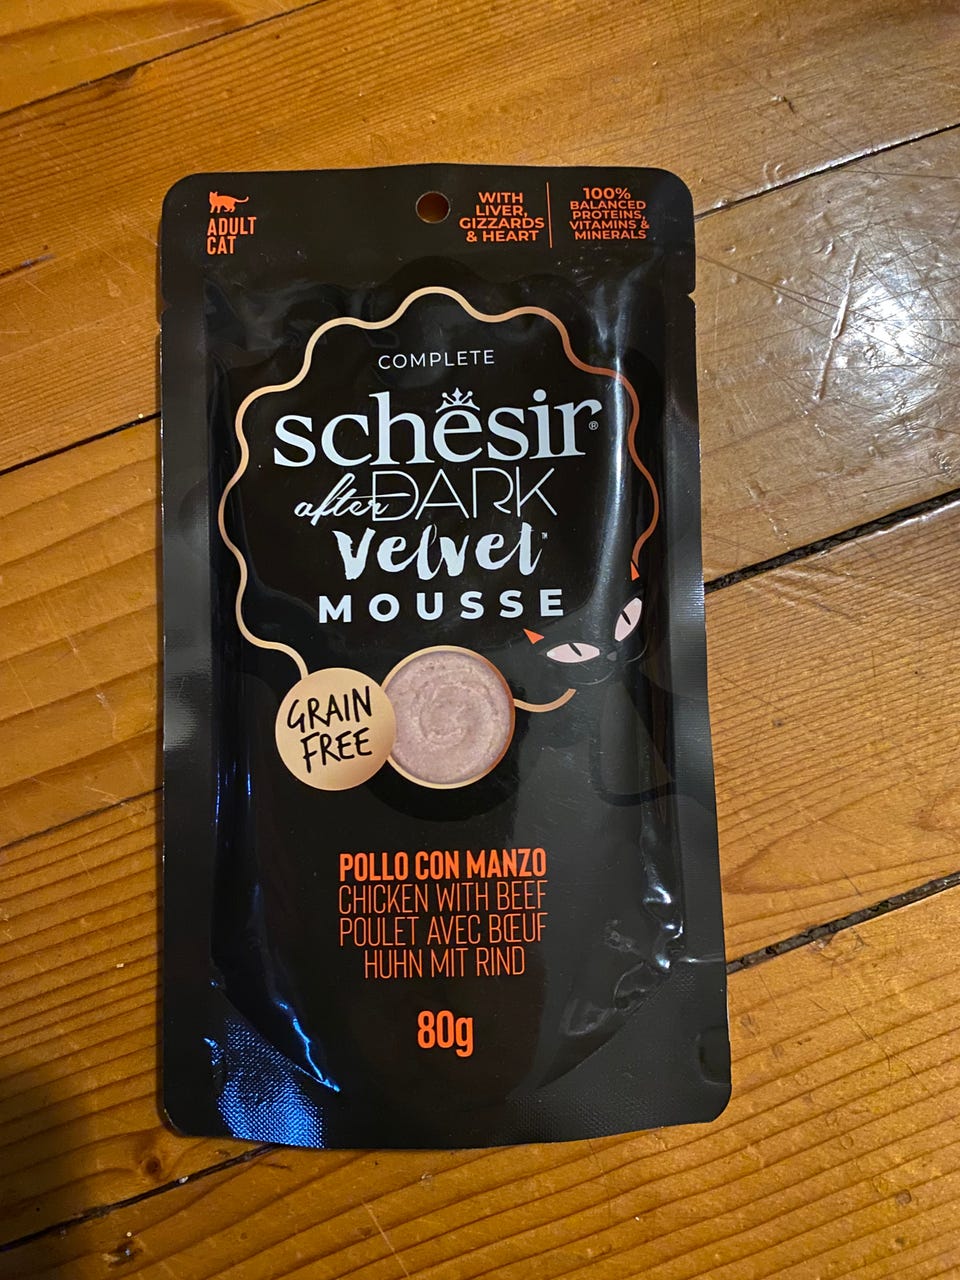 ADULT
CAT
WITH
LIVER,
GIZZARDS
& HEART
100%
BALANCED
PROTEINS,
VITAMINS &
MINERALS
COMPLETE
schesir®
after DARK
Velvet™
MOUSSE
GRAIN
FREE
POLLO CON MANZO
CHICKEN WITH BEEF
POULET AVEC BŒUF
HUHN MIT RIND
80g